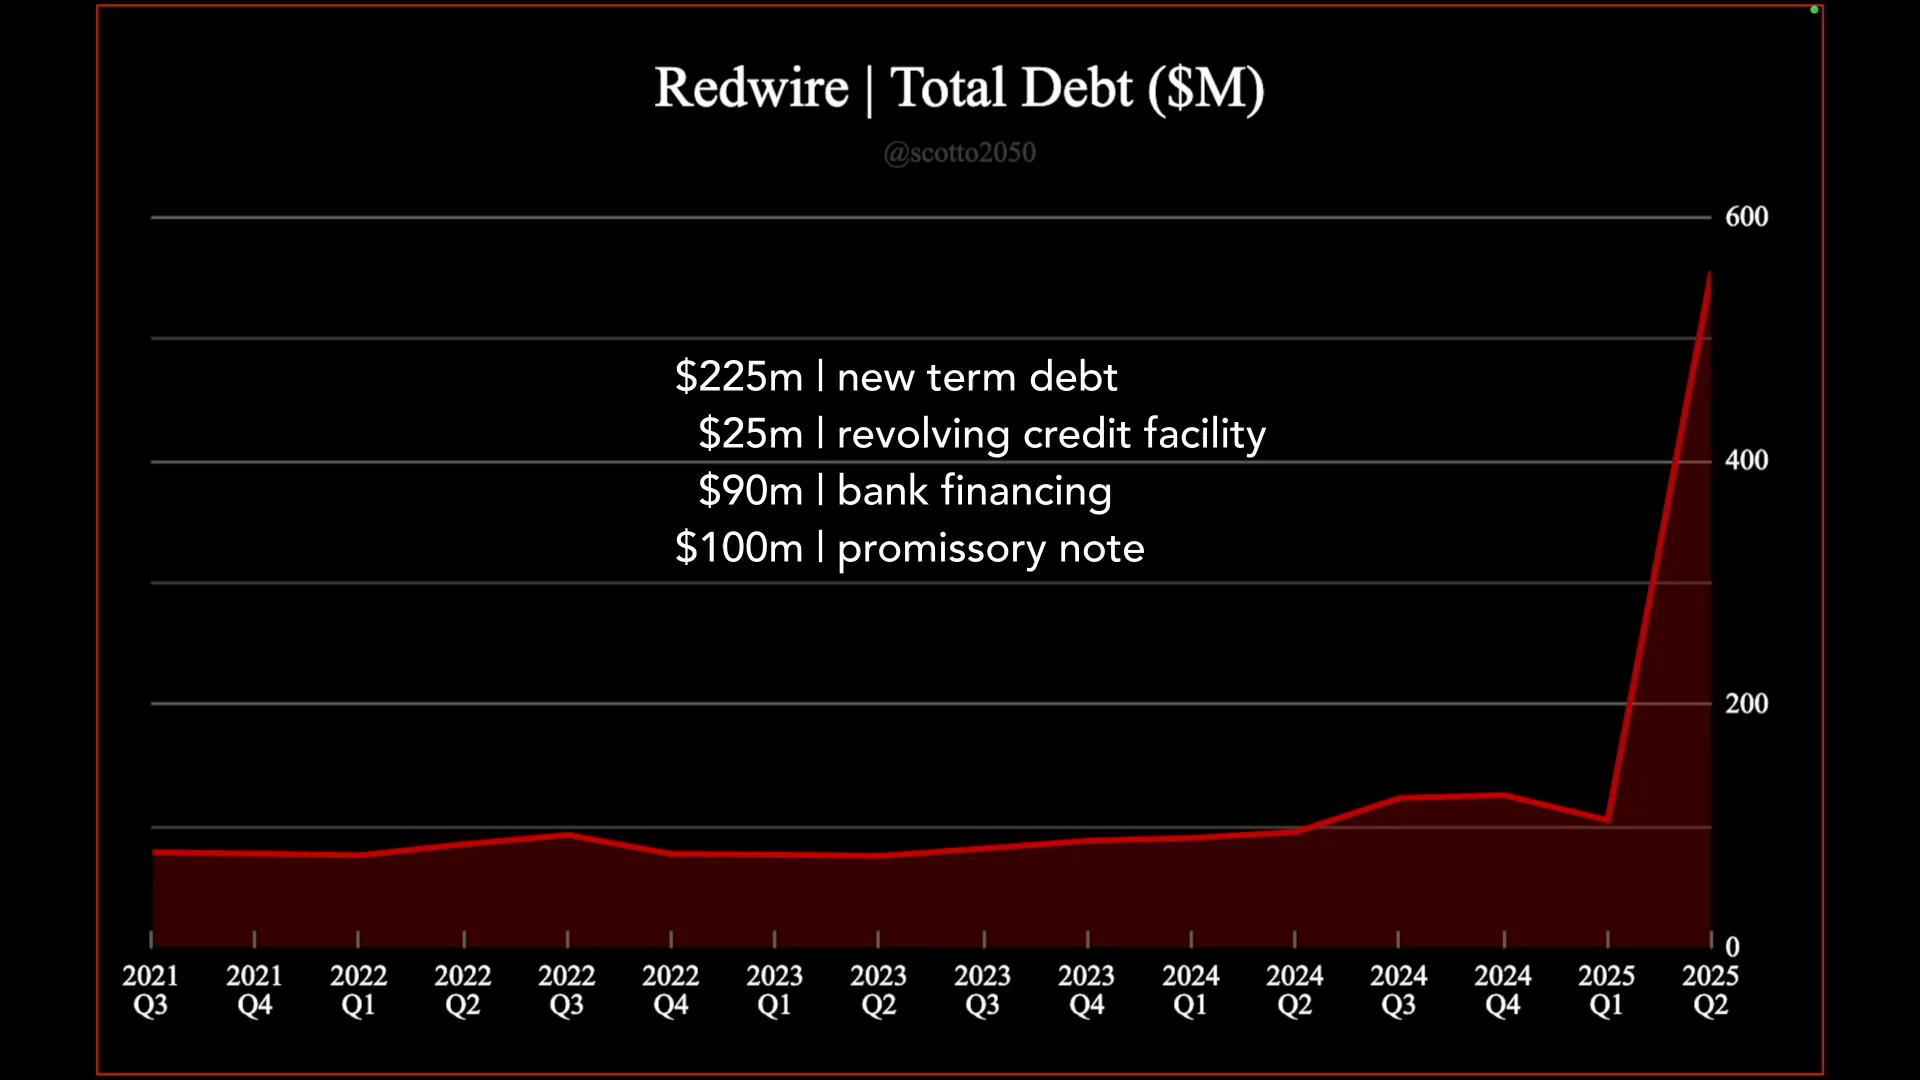 Redwire | Total Debt ($M)
@scotto2050
600
$225m | new term debt
$25m | revolving credit facility
400
$90m | bank financing
$100m | promissory note
200
0
2021 2021 2022 2022 2022 2022 2023 2023 2023 2023 2024 2024 2024 2024 2025 2025
Q3 Q4 Q1 Q2 Q3 Q4 Q1 Q2 Q3 Q4 Q1 Q2 Q3 Q4 Q1 Q2